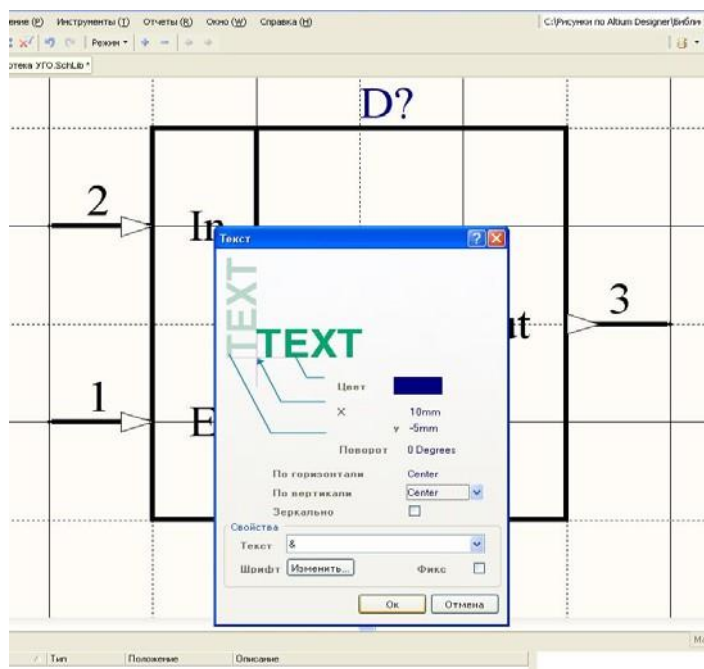 ение (P) Инструменты (T) Отчеты (R) Окно (W) Справка (H) C:\Рисунки по Altium Designer\Библи
Режим
отека УГО.SchLib *
D?
2
In
Текст
TEXT
TEXT
3
ut
Цвет
X 10mm
y -5mm
1
E
Поворот 0 Degrees
По горизонтали Center
По вертикали Center
Зеркально
Свойства
Текст &
Шрифт Изменить... Фикс
Ок Отмена
Ма
Тип Положение Описание